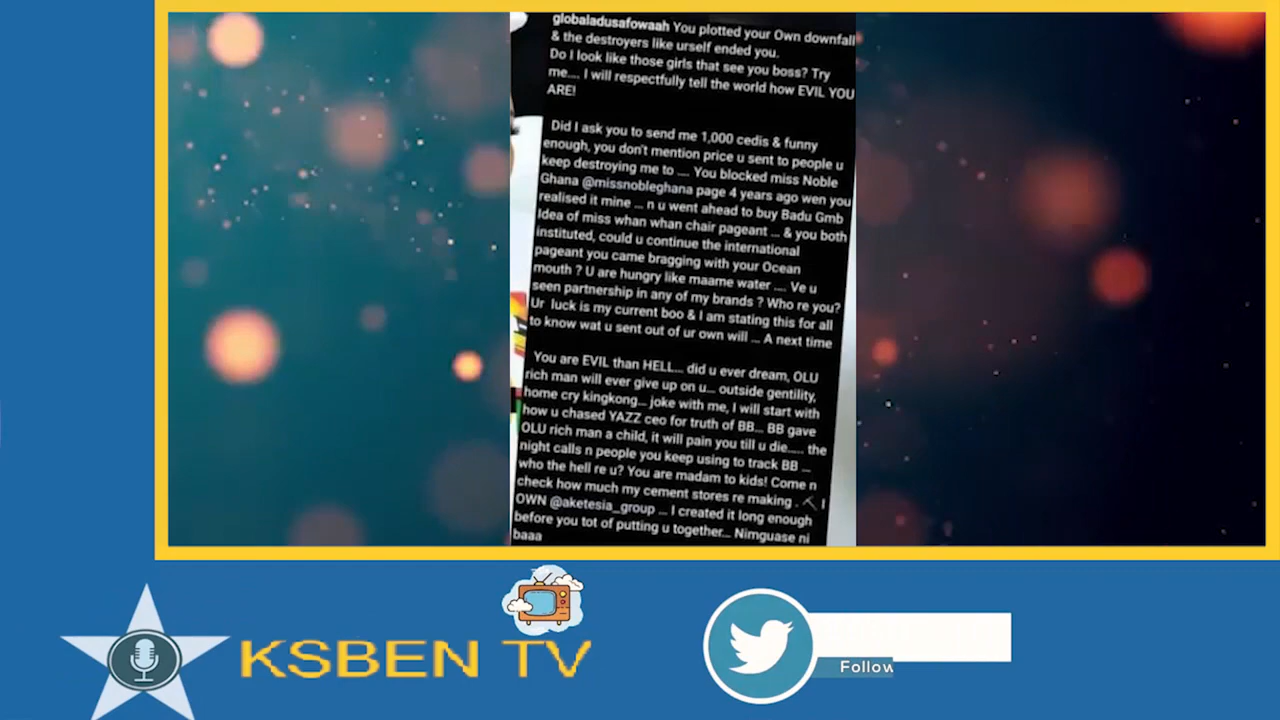 globaladusafowaah You plotted your Own downfall
& the destroyers like urself ended you.
Do I look like those girls that see you boss? Try
me.... I will respectfully tell the world how EVIL YOU
ARE!
Did I ask you to send me 1,000 cedis & funny
enough, you don't mention price u sent to people u
keep destroying me to .... You blocked miss Noble
Ghana @missnobleghana page 4 years ago wen you
realised it mine ... n u went ahead to buy Badu Gmb
Idea of miss whan whan chair pageant ... & you both
instituted, could u continue the international
pageant you came bragging with your Ocean
mouth ? U are hungry like maame water .... Ve u
seen partnership in any of my brands ? Who re you?
Ur luck is my current boo & I am stating this for all
to know wat u sent out of ur own will ... A next time
You are EVIL than HELL... did u ever dream, OLU
rich man will ever give up on u... outside gentility,
home cry kingkong... joke with me, I will start with
how u chased YAZZ ceo for truth of BB... BB gave
OLU rich man a child, it will pain you till u die..... the
night calls n people you keep using to track BB ...
who the hell re u? You are madam to kids! Come n
check how much my cement stores re making . I
OWN @aketesia_group ... I created it long enough
before you tot of putting u together... Nimguase ni
baaa
KSBEN TV
Follow